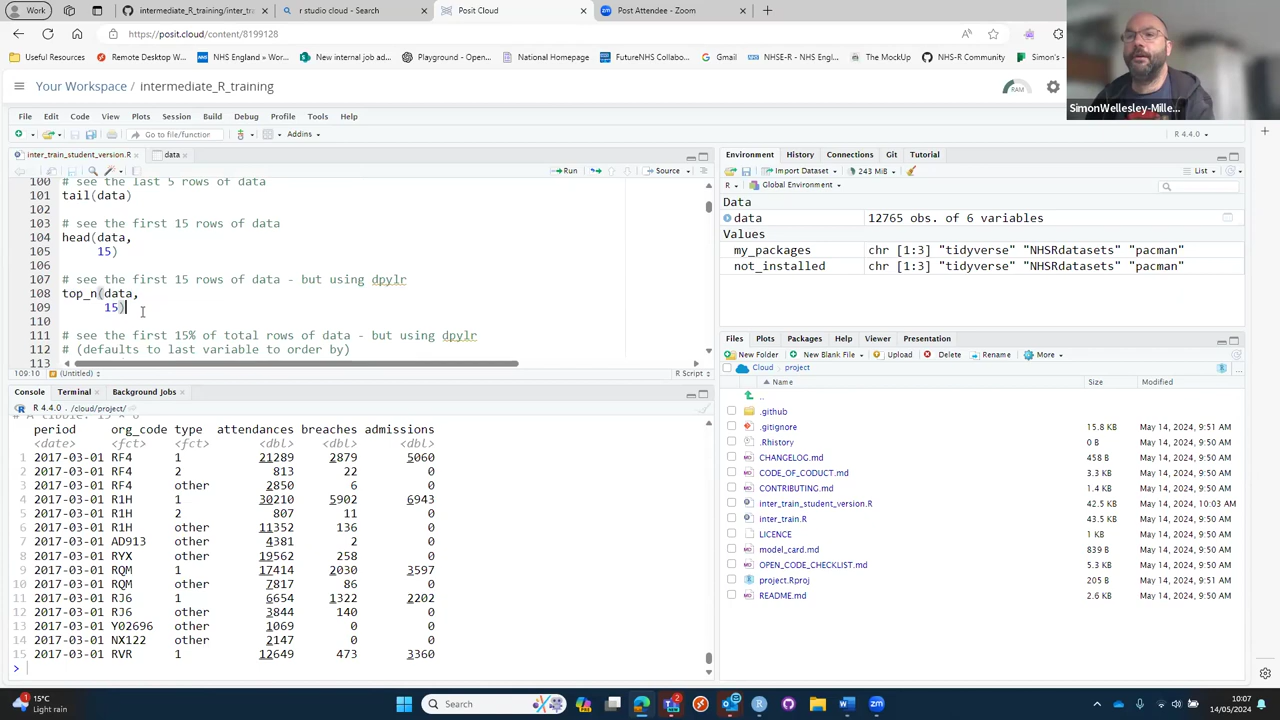 Work
intermediate_R_training/inter_tra
r studio cloud - Search
Posit Cloud
Post Attendee - Zoom
https://posit.cloud/content/8199128
Useful Resources
Remote Desktop W...
NHS England » Wor...
New internal job ad...
Playground - Open...
National Homepage
FutureNHS Collabo...
Gmail
NHSE-R - NHS Engl...
The MockUp
NHS-R Community
Simon's
Your Workspace / intermediate_R_training
RAM
SimonWellesley-Mille...
File Edit Code View Plots Session Build Debug Profile Tools Help
Go to file/function
Addins
R 4.4.0
inter_train_student_version.R
data
Run
Source
100 # see the last 5 rows of data
101 tail(data)
102
103 # see the first 15 rows of data
104 head(data,
105 15)
106
107 # see the first 15 rows of data - but using dpylr
108 top_n(data,
109 15)
110
111 # see the first 15% of total rows of data - but using dpylr
112 # (defaults to last variable to order by)
113
109:10 (Untitled)
R Script
Console Terminal Background Jobs
R 4.4.0 · /cloud/project/
# A tibble: 15 × 6
period org_code type attendances breaches admissions
<date> <fct> <fct> <dbl> <dbl> <dbl>
1 2017-03-01 RF4 1 21289 2879 5060
2 2017-03-01 RF4 2 813 22 0
3 2017-03-01 RF4 other 2850 6 0
4 2017-03-01 R1H 1 30210 5902 6943
5 2017-03-01 R1H 2 807 11 0
6 2017-03-01 R1H other 11352 136 0
7 2017-03-01 AD913 other 4381 2 0
8 2017-03-01 RYX other 19562 258 0
9 2017-03-01 RQM 1 17414 2030 3597
10 2017-03-01 RQM other 7817 86 0
11 2017-03-01 RJ6 1 6654 1322 2202
12 2017-03-01 RJ6 other 3844 140 0
13 2017-03-01 Y02696 other 1069 0 0
14 2017-03-01 NX122 other 2147 0 0
15 2017-03-01 RVR 1 12649 473 3360
>
Environment History Connections Git Tutorial
Import Dataset 243 MiB List
R Global Environment
Data
data 12765 obs. of 6 variables
Values
my_packages chr [1:3] "tidyverse" "NHSRdatasets" "pacman"
not_installed chr [1:3] "tidyverse" "NHSRdatasets" "pacman"
Files Plots Packages Help Viewer Presentation
New Folder New Blank File Upload Delete Rename More
Cloud project
Name Size Modified
..
.github
.gitignore 15.8 KB May 14, 2024, 9:51 AM
.Rhistory 0 B May 14, 2024, 9:50 AM
CHANGELOG.md 458 B May 14, 2024, 9:50 AM
CODE_OF_CODUCT.md 3.3 KB May 14, 2024, 9:50 AM
CONTRIBUTING.md 1.4 KB May 14, 2024, 9:50 AM
inter_train_student_version.R 42.5 KB May 14, 2024, 10:03 AM
inter_train.R 43.5 KB May 14, 2024, 9:50 AM
LICENCE 1 KB May 14, 2024, 9:50 AM
model_card.md 839 B May 14, 2024, 9:50 AM
OPEN_CODE_CHECKLIST.md 5.3 KB May 14, 2024, 9:50 AM
project.Rproj 205 B May 14, 2024, 9:51 AM
README.md 2.6 KB May 14, 2024, 9:50 AM
1
15°C
Light rain
Search
2
10:07
14/05/2024